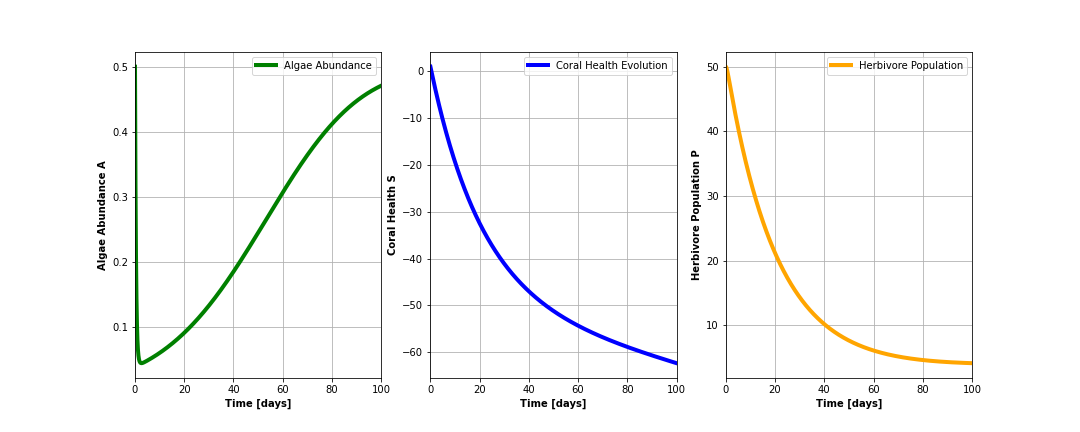 Algae Abundance
Algae Abundance A
0.5
0.4
0.3
0.2
0.1
0 20 40 60 80 100
Time [days]
Coral Health Evolution
Coral Health S
0
−10
−20
−30
−40
−50
−60
0 20 40 60 80 100
Time [days]
Herbivore Population
Herbivore Population P
50
40
30
20
10
0 20 40 60 80 100
Time [days]